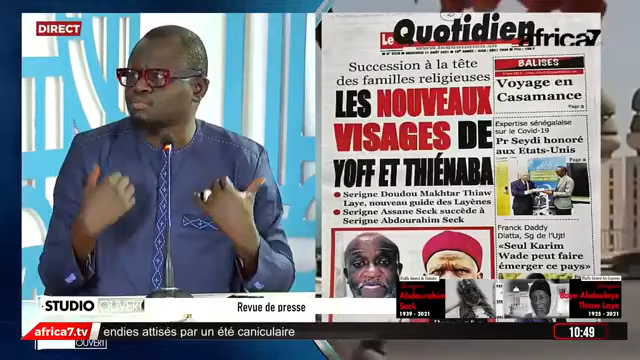 DIRECT
Le Quotidien
africa7
Succession à la tête
des familles religieuses
LES NOUVEAUX
VISAGES DE
YOFF ET THIÉNABA
Serigne Doudou Makhtar Thiaw
Laye, nouveau guide des Layènes
Serigne Assane Seck succède à
Serigne Abdourahim Seck
BALISES
Voyage en
Casamance
Page
Expertise sénégalaise
sur le Covid-19
Pr Seydi honoré
aux Etats-Unis
Page
Franck Daddy
Diatta, Sg de l'Ujtl
«Seul Karim
Wade peut faire
émerger ce pays»
Abdourahim
Seck
1939 - 2021
Baye Abdoulaye
Thiaw Laye
1925 - 2021
STUDIO OUVERT
Revue de presse
africa7.tv
endies attisés par un été caniculaire
10:49
OUVERT